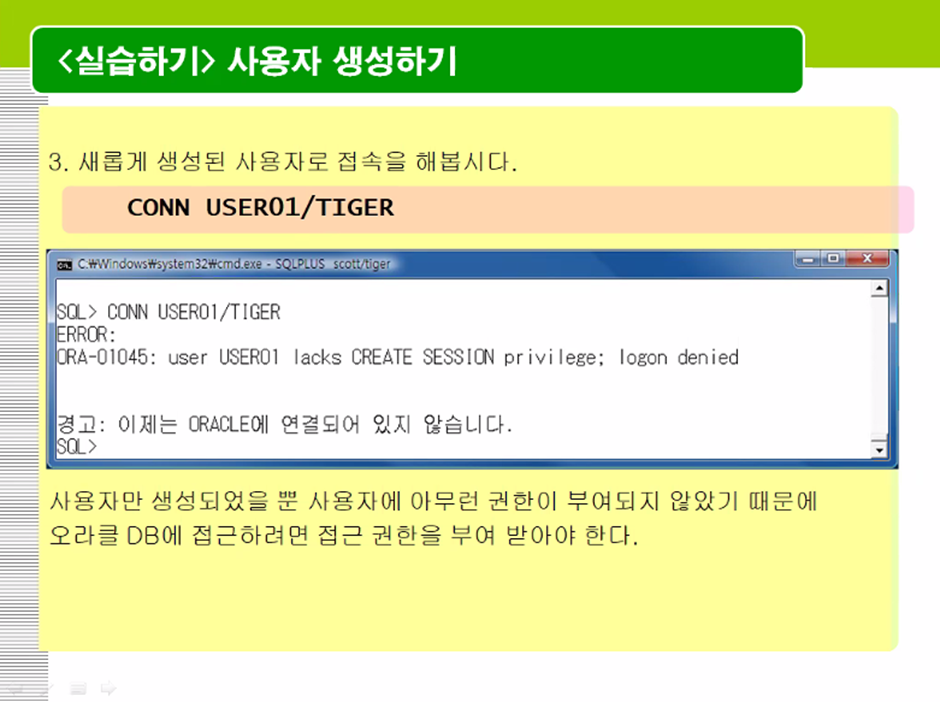 <실습하기> 사용자 생성하기
3. 새롭게 생성된 사용자로 접속을 해봅시다.
CONN USER01/TIGER
C:₩Windows₩system32₩cmd.exe - SQLPLUS scott/tiger
SQL> CONN USER01/TIGER
ERROR:
ORA-01045: user USER01 lacks CREATE SESSION privilege; logon denied
경고: 이제는 ORACLE에 연결되어 있지 않습니다.
SQL>
사용자만 생성되었을 뿐 사용자에 아무런 권한이 부여되지 않았기 때문에
오라클 DB에 접근하려면 접근 권한을 부여 받아야 한다.